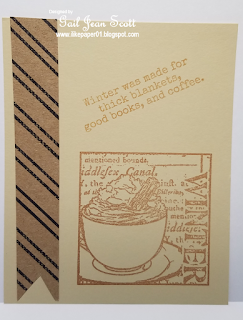 Designed by:
Gail Jean Scott
www.ilikepaper01.blogspot.com
Winter was made for
thick blankets,
good books, and coffee.
mentioned bounds.
iddlesex, Canal.
WINTER